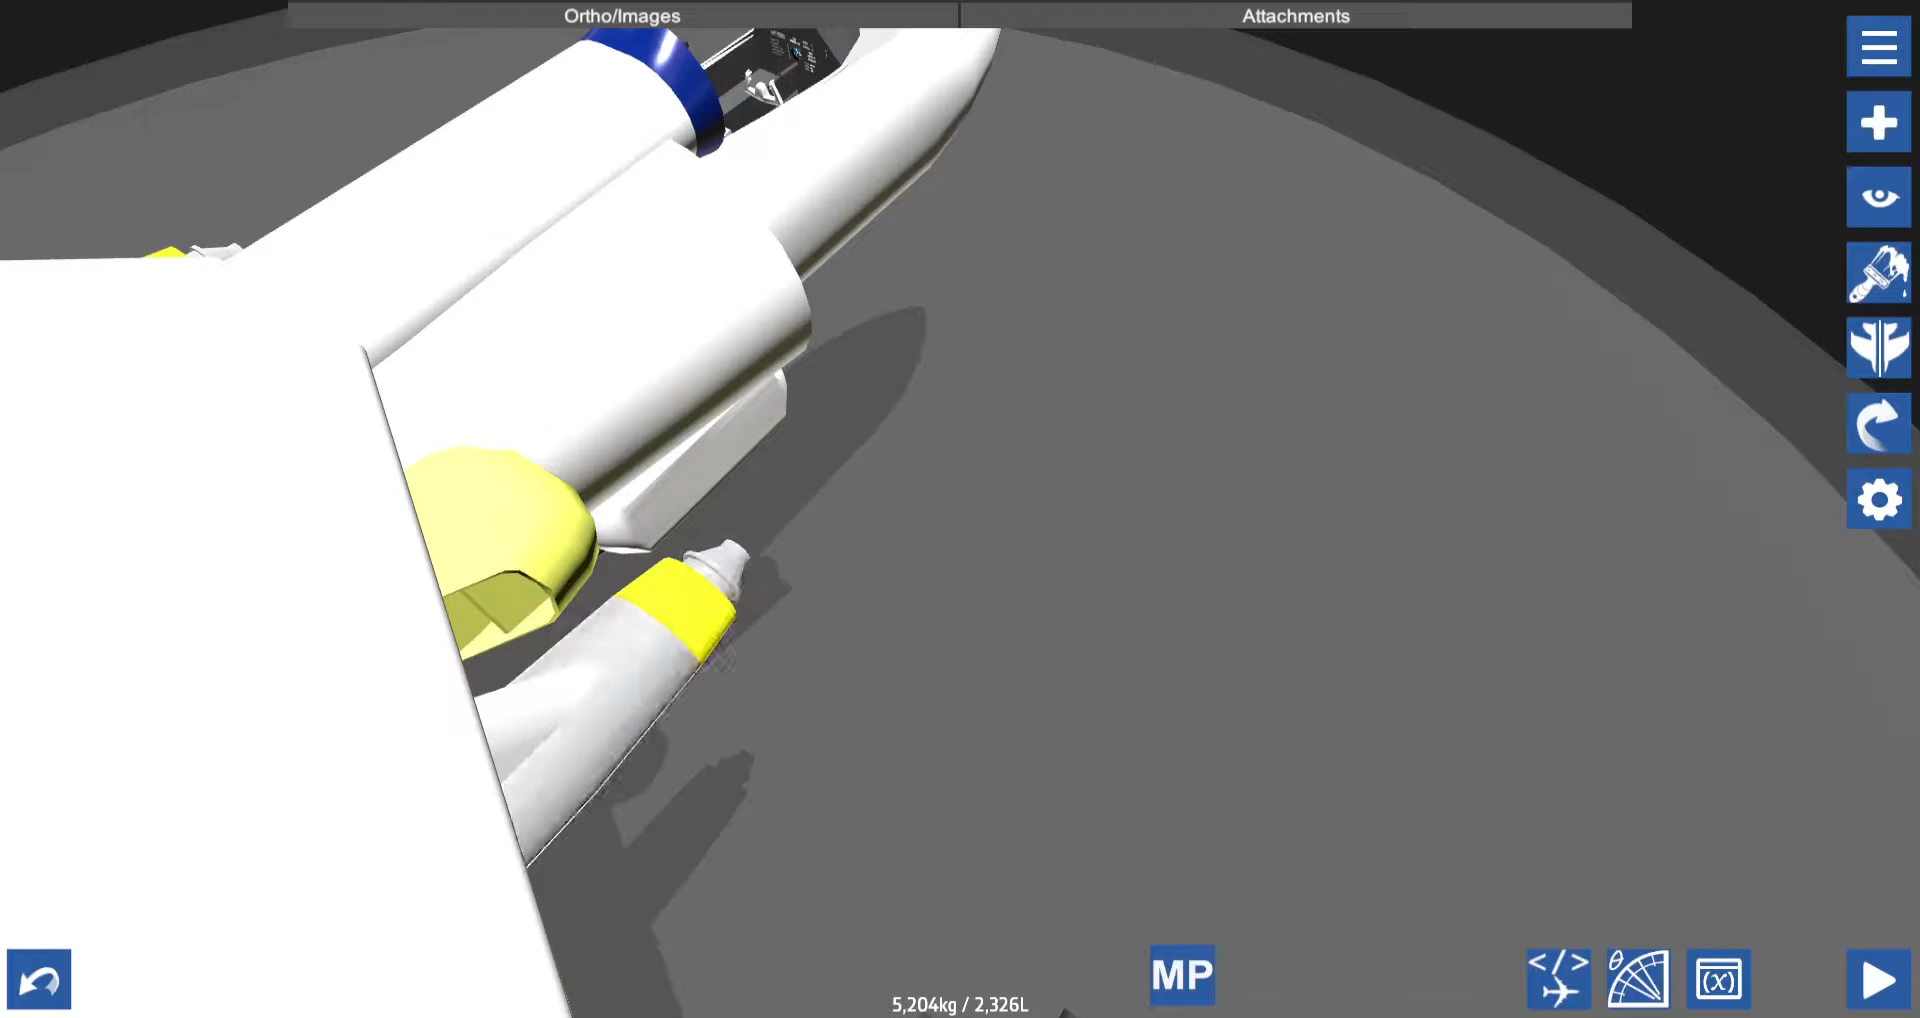 Ortho/Images
Attachments
MP
</>
θ
(x)
5,204kg / 2,326L